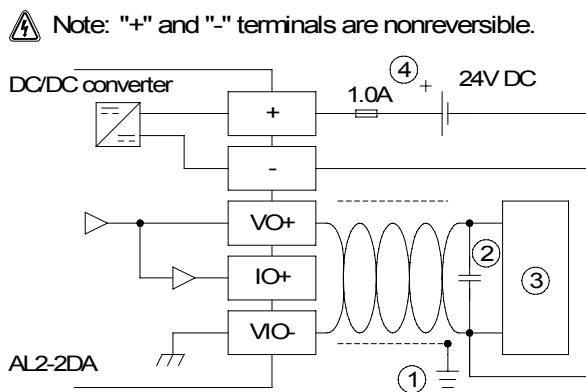 Note: "+" and "-" terminals are nonreversible.
④
DC/DC converter
1.0A
+
24V DC
+
-
VO+
②
IO+
③
VIO-
AL2-2DA
①